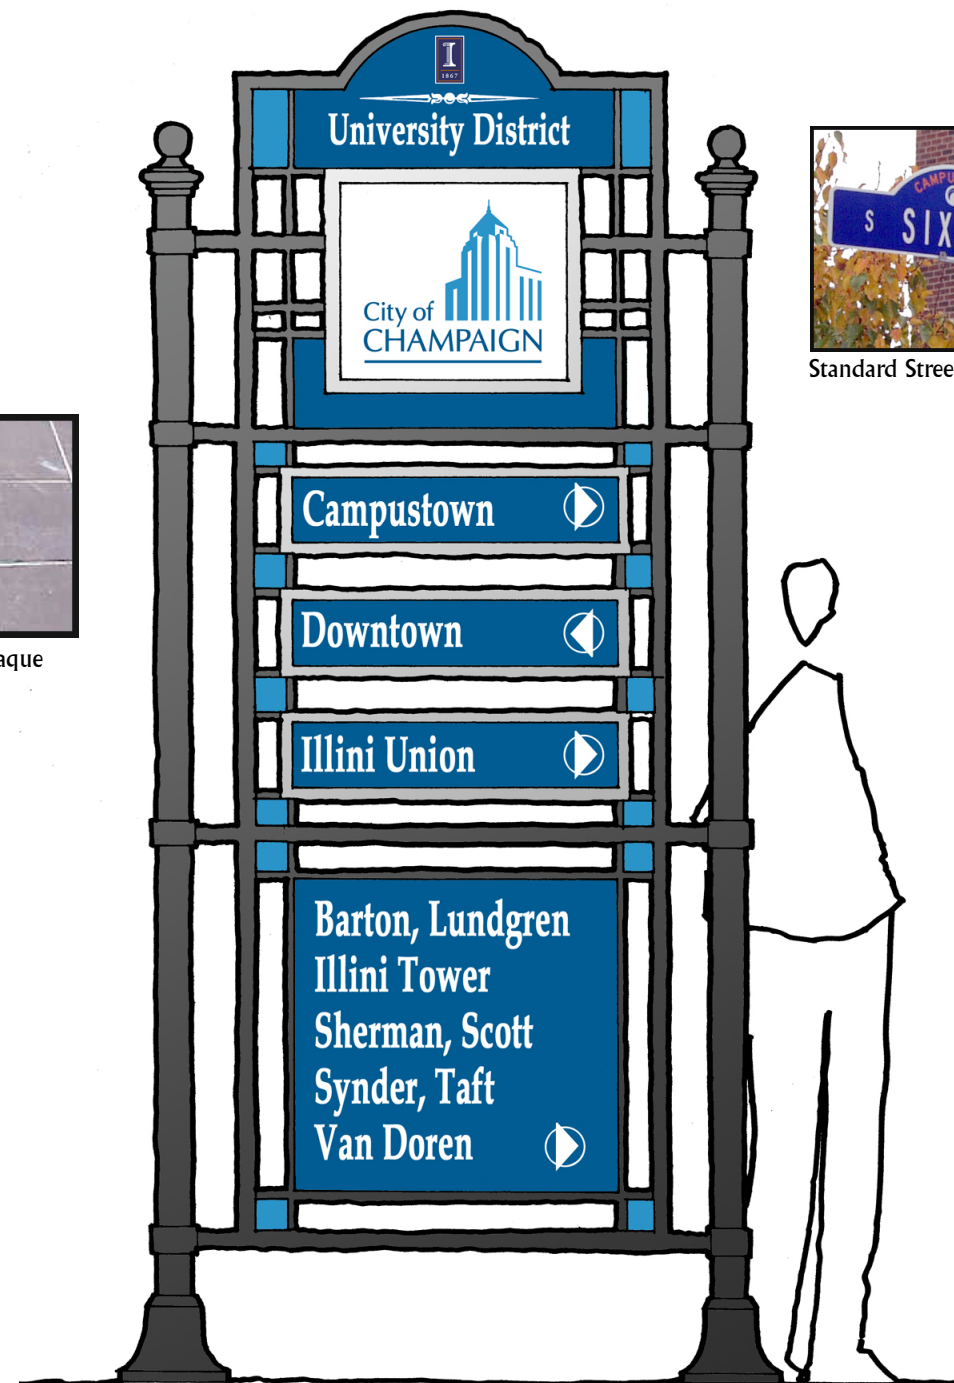 I
1867
University District
City of
CHAMPAIGN
Campustown
Downtown
Illini Union
Barton, Lundgren
Illini Tower
Sherman, Scott
Synder, Taft
Van Doren
S SIX
Standard Stree
aque